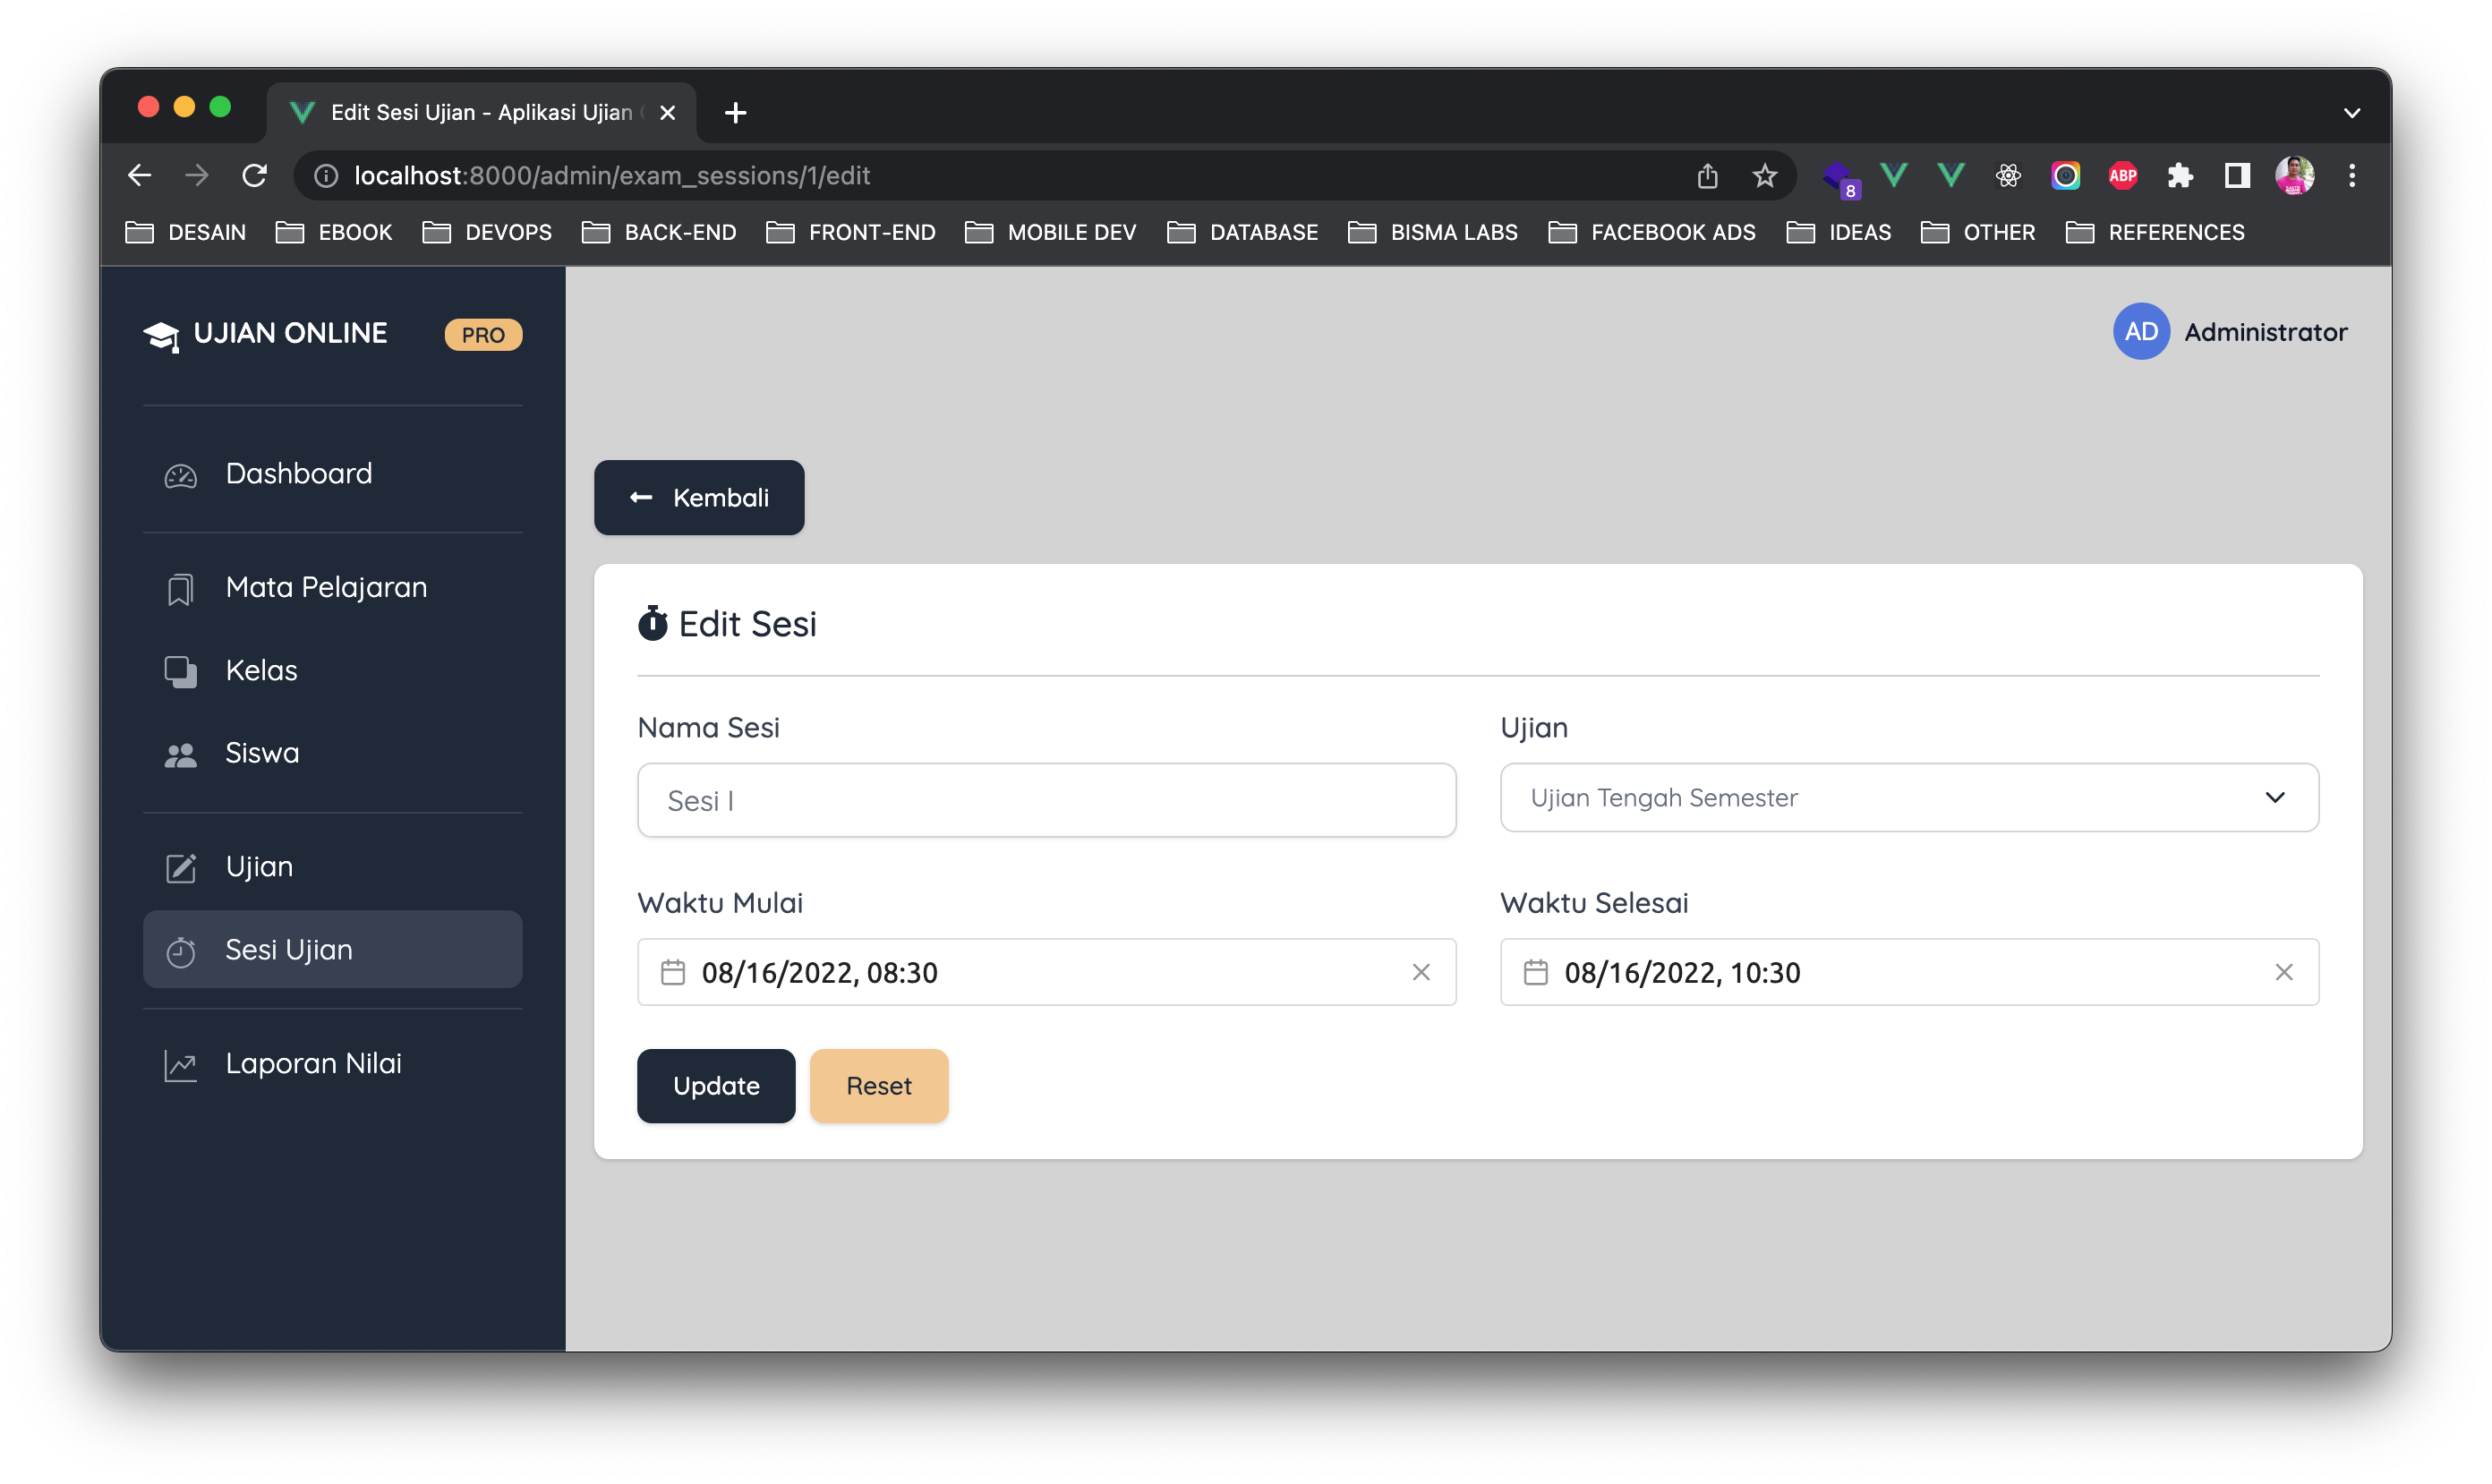 Edit Sesi Ujian - Aplikasi Ujian
localhost:8000/admin/exam_sessions/1/edit
8
ABP
DESAIN EBOOK DEVOPS BACK-END FRONT-END MOBILE DEV DATABASE BISMA LABS FACEBOOK ADS IDEAS OTHER REFERENCES
UJIAN ONLINE PRO
AD Administrator
Dashboard
Mata Pelajaran
Kelas
Siswa
Ujian
Sesi Ujian
Laporan Nilai
Kembali
Edit Sesi
Nama Sesi
Sesi I
Ujian
Ujian Tengah Semester
Waktu Mulai
08/16/2022, 08:30
Waktu Selesai
08/16/2022, 10:30
Update Reset